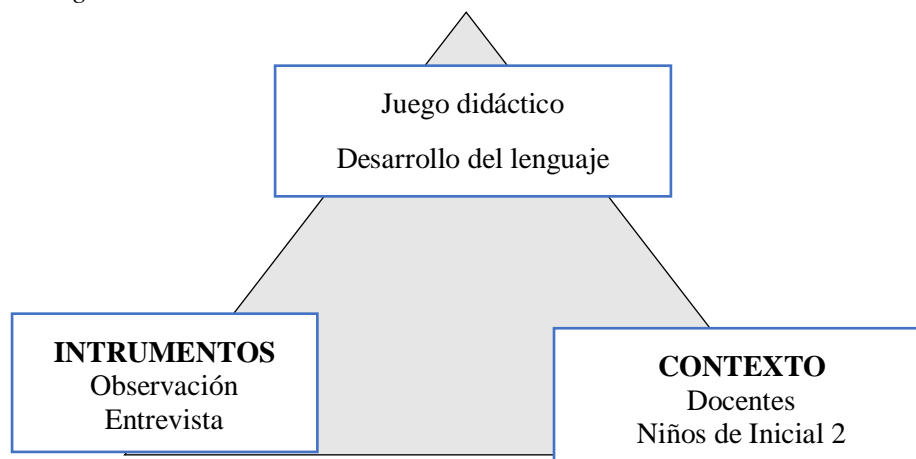 Juego didáctico
Desarrollo del lenguaje
INTRUMENTOS
Observación
Entrevista
CONTEXTO
Docentes
Niños de Inicial 2